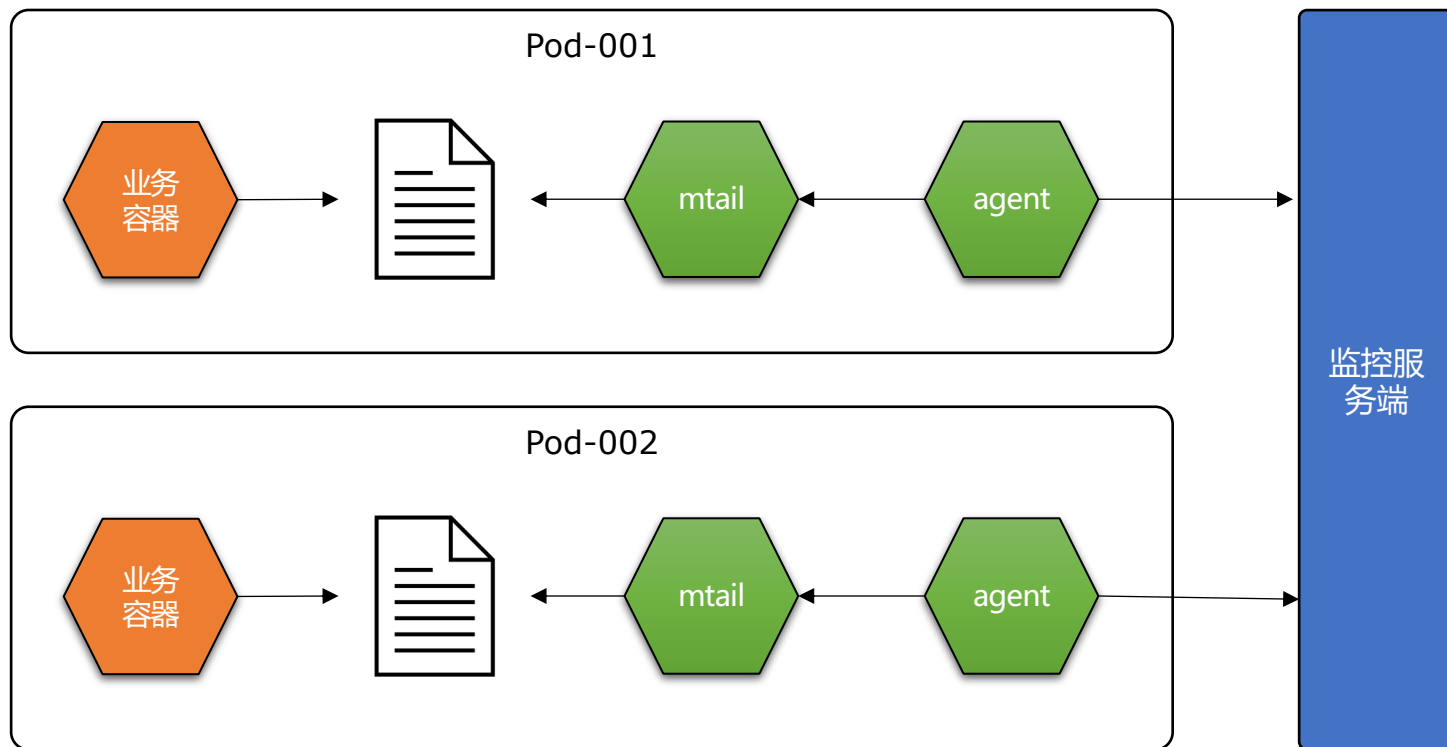 Pod-001
业务
容器
mtail
agent
监控服
务端
Pod-002
业务
容器
mtail
agent